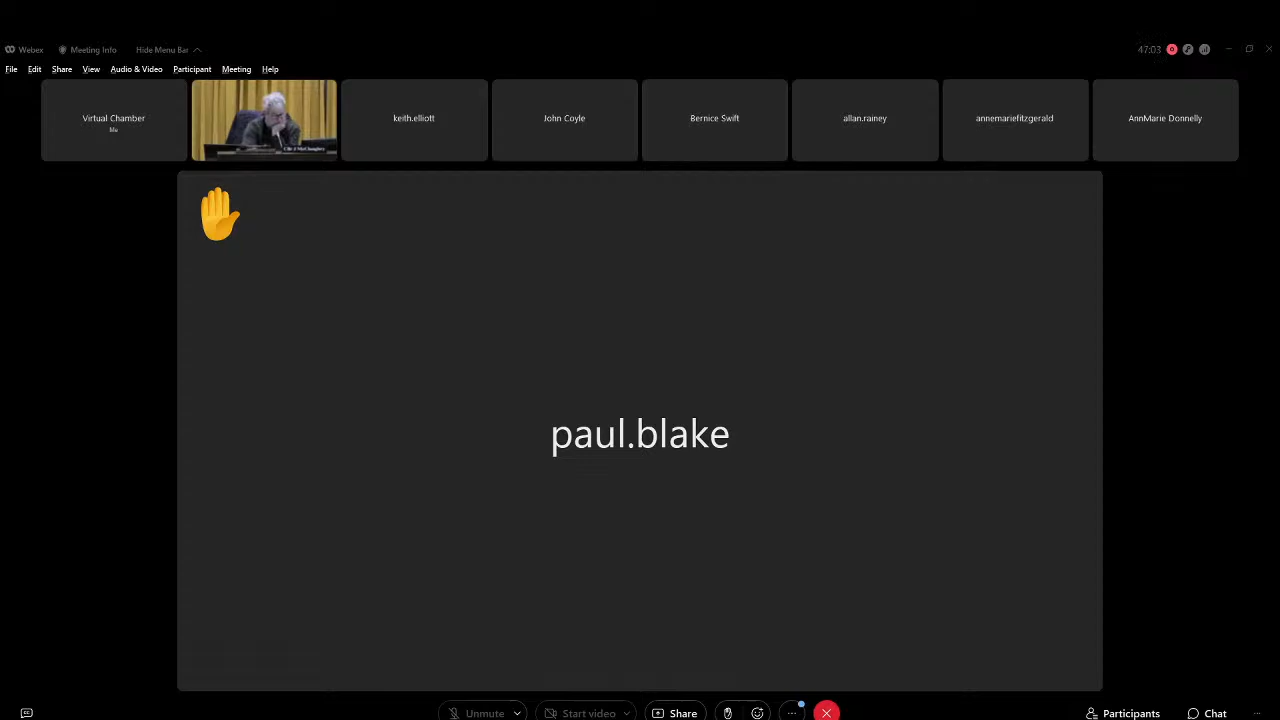 Webex Meeting Info Hide Menu Bar 47:03
File Edit Share View Audio & Video Participant Meeting Help
Virtual Chamber
Me
keith.elliott
John Coyle
Bernice Swift
allan.rainey
annemariefitzgerald
AnnMarie Donnelly
paul.blake
Unmute Start video Share Participants Chat